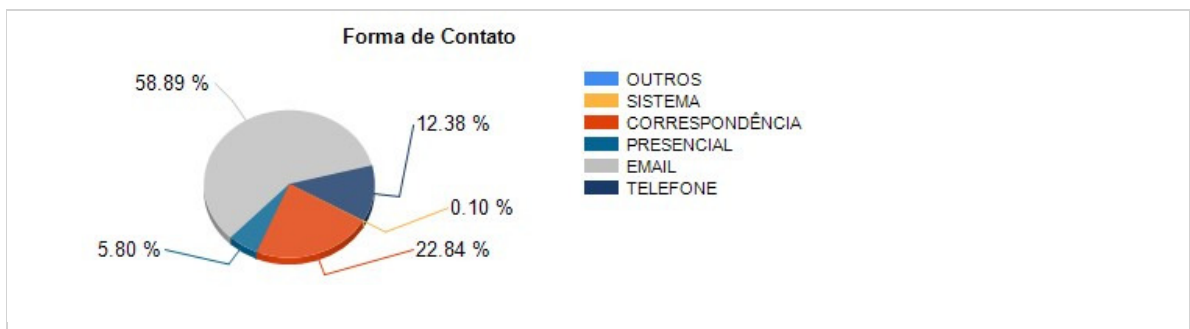 Forma de Contato
58.89 %
12.38 %
0.10 %
5.80 %
22.84 %
OUTROS
SISTEMA
CORRESPONDÊNCIA
PRESENCIAL
EMAIL
TELEFONE